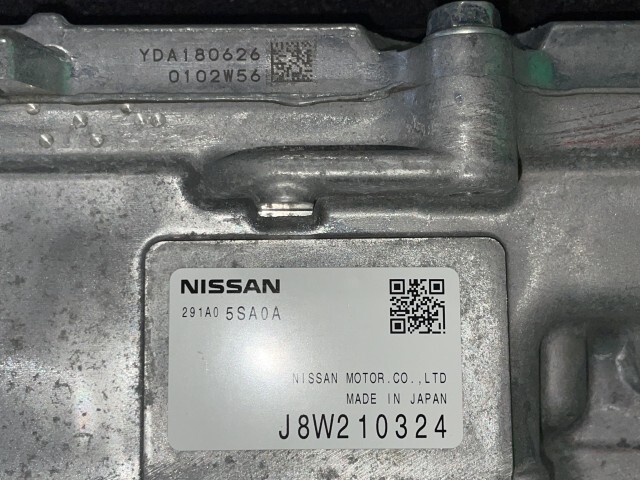 YDA180626
0102W56
NISSAN
291A0 5SA0A
NISSAN MOTOR.CO.,LTD
MADE IN JAPAN
J8W210324